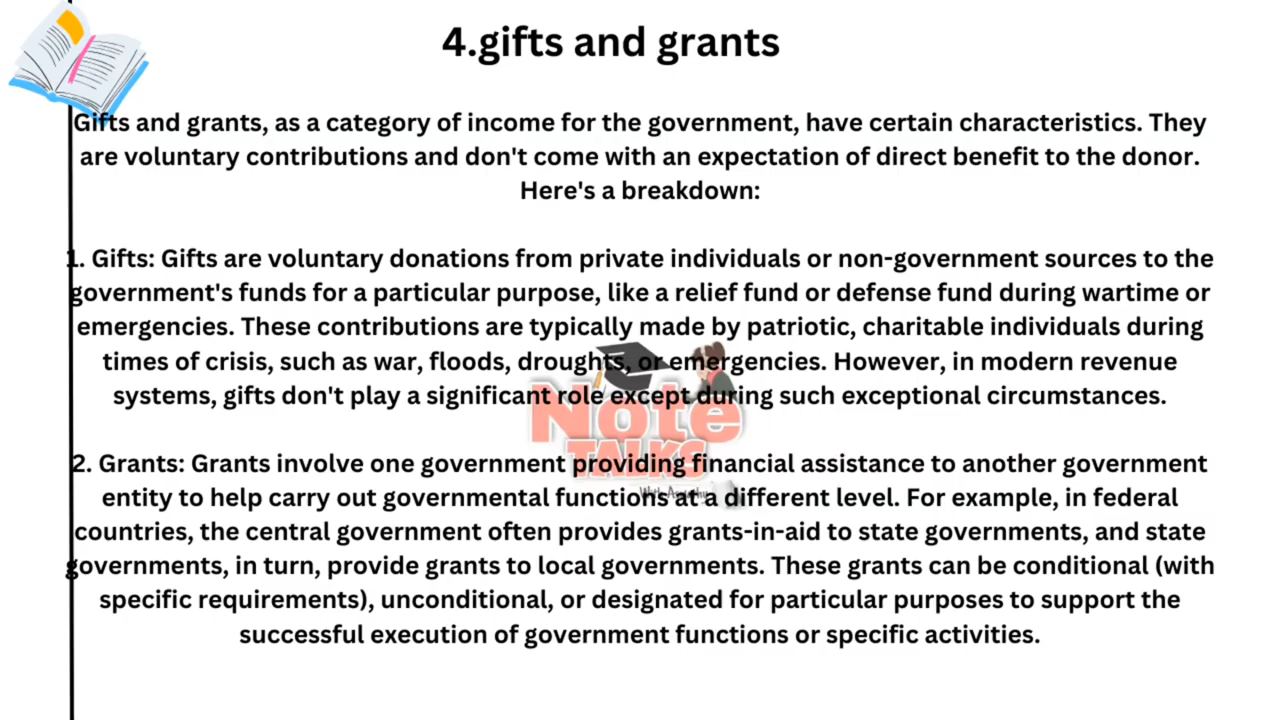 4.gifts and grants
Gifts and grants, as a category of income for the government, have certain characteristics. They
are voluntary contributions and don't come with an expectation of direct benefit to the donor.
Here's a breakdown:
1. Gifts: Gifts are voluntary donations from private individuals or non-government sources to the
government's funds for a particular purpose, like a relief fund or defense fund during wartime or
emergencies. These contributions are typically made by patriotic, charitable individuals during
times of crisis, such as war, floods, droughts, or emergencies. However, in modern revenue
systems, gifts don't play a significant role except during such exceptional circumstances.
Note
TALKS
With
2. Grants: Grants involve one government providing financial assistance to another government
entity to help carry out governmental functions at a different level. For example, in federal
countries, the central government often provides grants-in-aid to state governments, and state
governments, in turn, provide grants to local governments. These grants can be conditional (with
specific requirements), unconditional, or designated for particular purposes to support the
successful execution of government functions or specific activities.